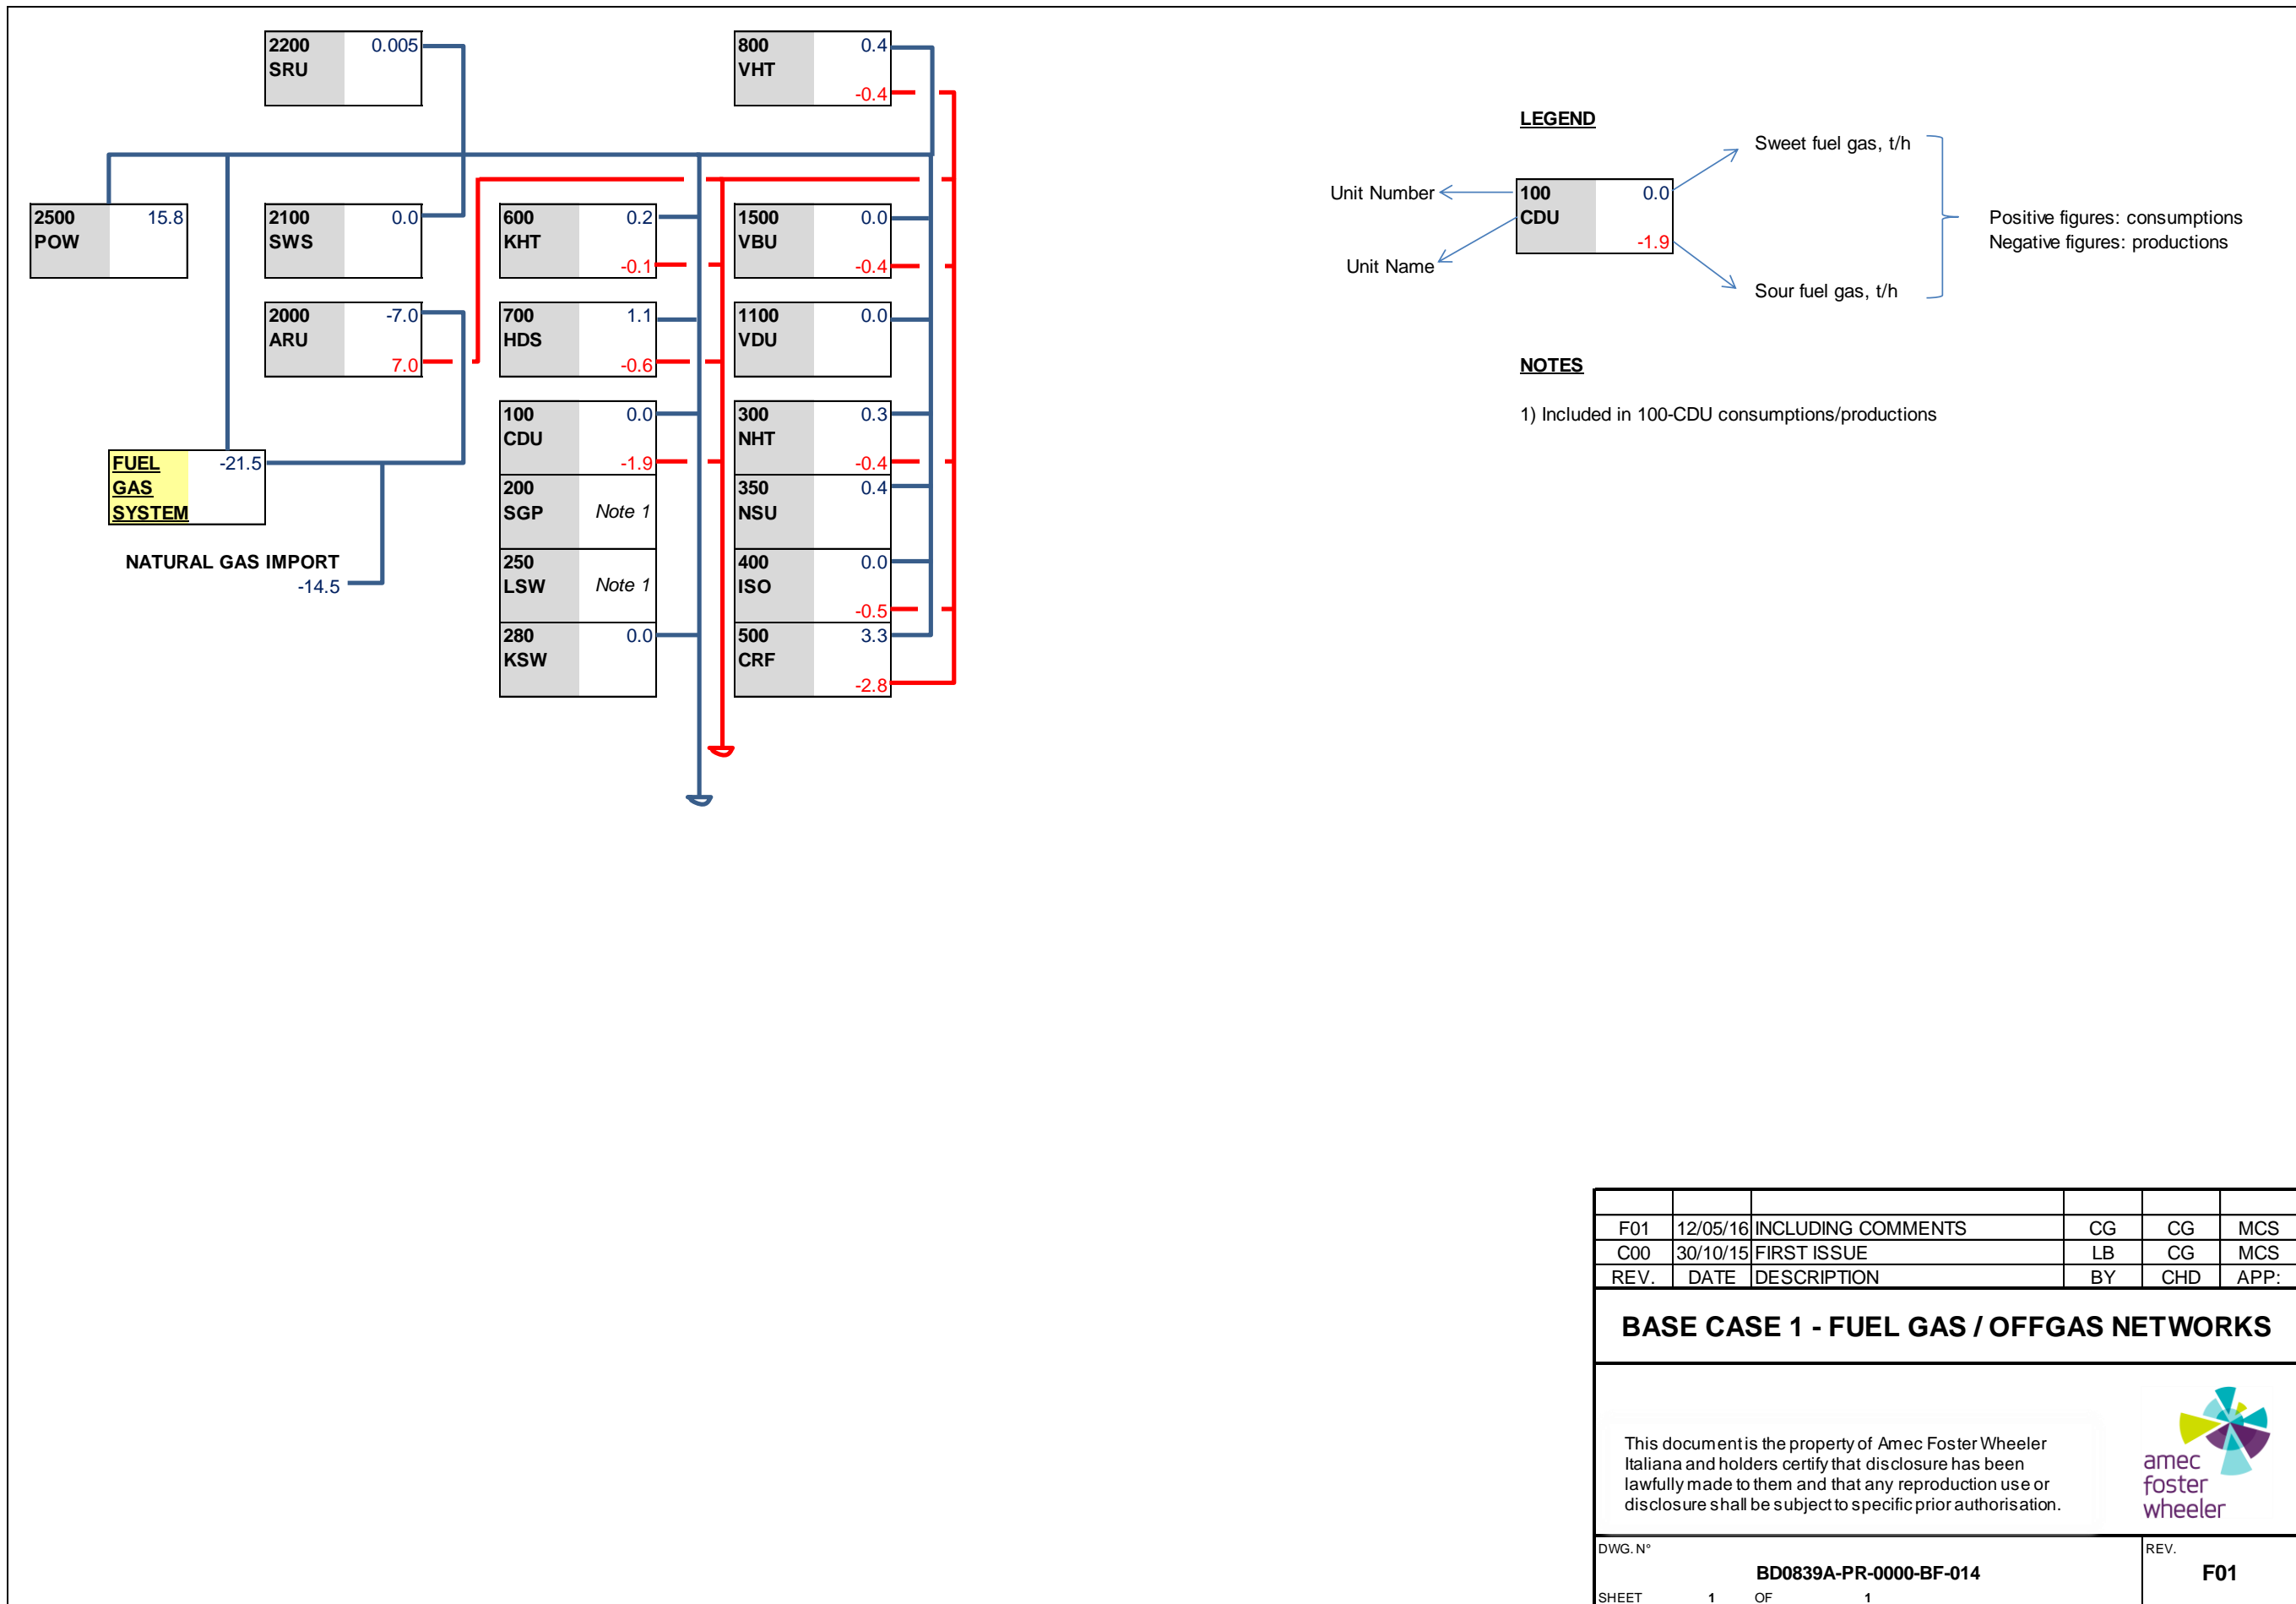 2200 0.005
SRU
800 0.4
VHT
-0.4
2500 15.8
POW
2100 0.0
SWS
600 0.2
KHT
-0.1
1500 0.0
VBU
-0.4
2000 -7.0
ARU
7.0
700 1.1
HDS
-0.6
1100 0.0
VDU
100 0.0
CDU
-1.9
300 0.3
NHT
-0.4
FUEL -21.5
GAS
SYSTEM
200
SGP Note 1
350 0.4
NSU
NATURAL GAS IMPORT
-14.5
250
LSW Note 1
400 0.0
ISO
-0.5
280 0.0
KSW
500 3.3
CRF
-2.8
LEGEND
Sweet fuel gas, t/h
Unit Number
100 0.0
CDU
-1.9
Positive figures: consumptions
Negative figures: productions
Unit Name
Sour fuel gas, t/h
NOTES
1) Included in 100-CDU consumptions/productions
F01 12/05/16 INCLUDING COMMENTS CG CG MCS
C00 30/10/15 FIRST ISSUE LB CG MCS
REV. DATE DESCRIPTION BY CHD APP:
BASE CASE 1 - FUEL GAS / OFFGAS NETWORKS
This document is the property of Amec Foster Wheeler
Italiana and holders certify that disclosure has been
lawfully made to them and that any reproduction use or
disclosure shall be subject to specific prior authorisation.
amec
foster
wheeler
DWG. N° REV.
BD0839A-PR-0000-BF-014 F01
SHEET 1 OF 1